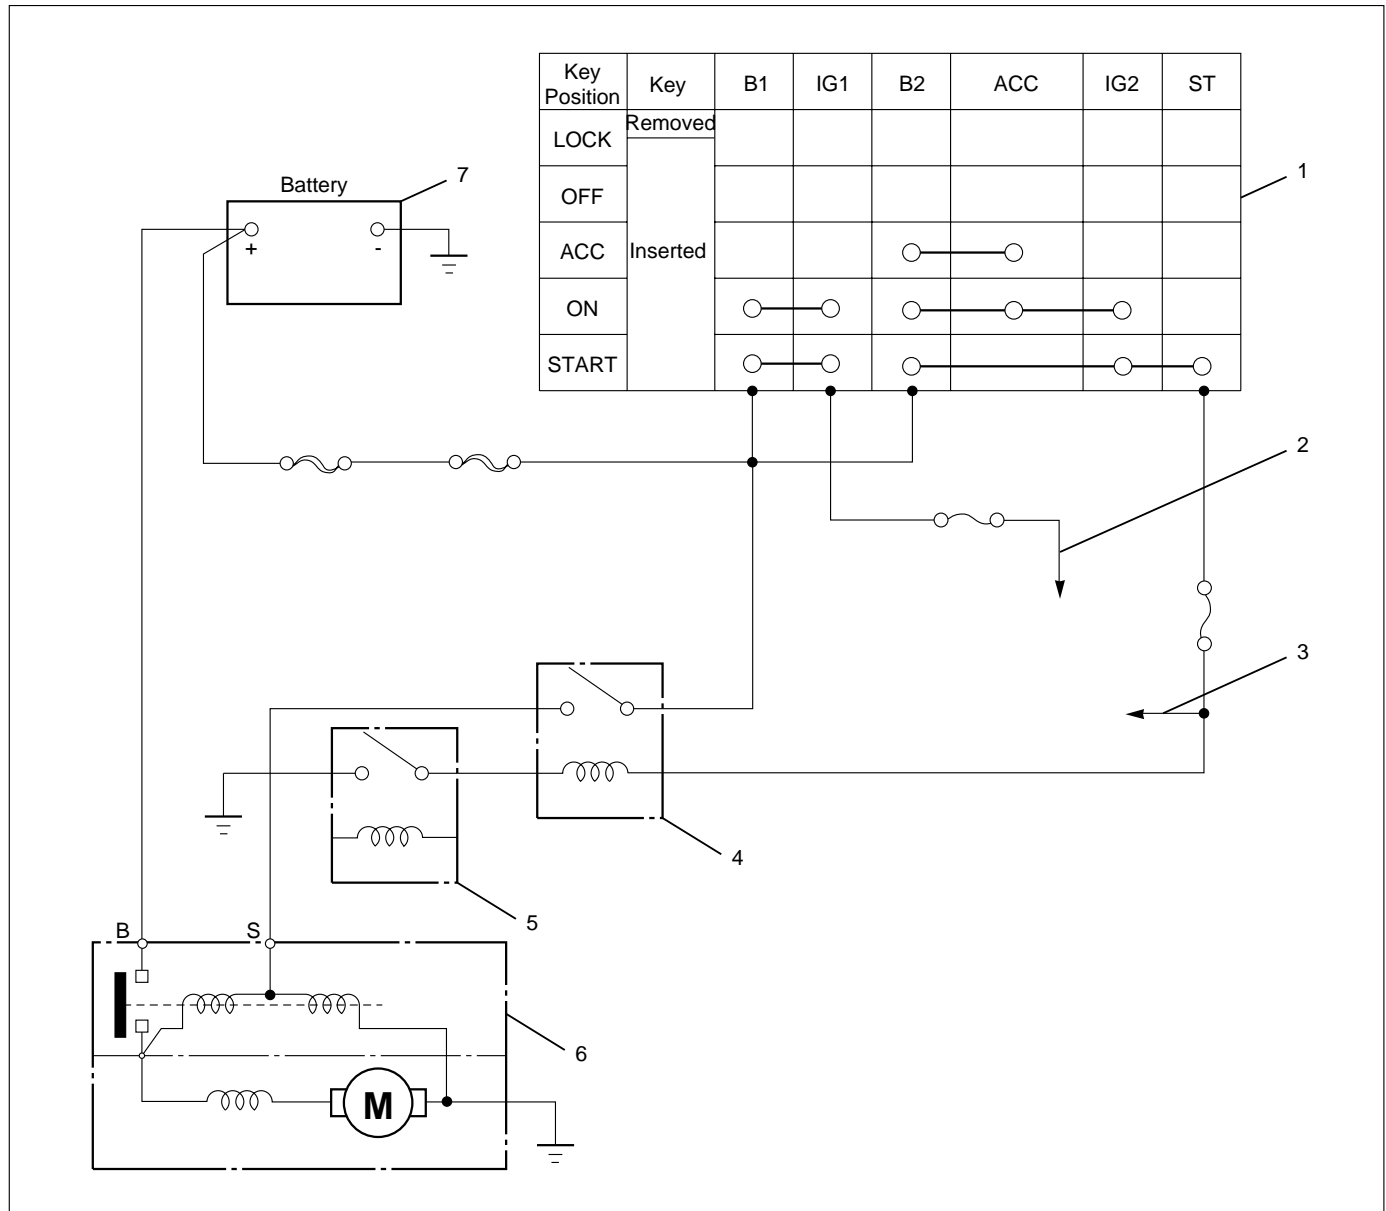 Key Position Key B1 IG1 B2 ACC IG2 ST
LOCK Removed
OFF
ACC Inserted
ON
START
Battery 7
+ -
1
2
3
4
5
B S
6
M